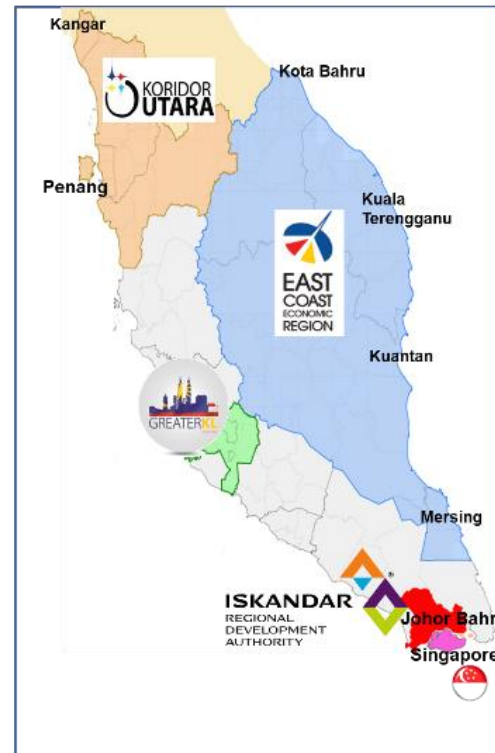 Kangar
KORIDOR
UTARA
Kota Bahru
Penang
Kuala
Terengganu
EAST
COAST
ECONOMIC
REGION
Kuantan
GREATERKL
Mersing
ISKANDAR
REGIONAL
DEVELOPMENT
AUTHORITY
®
Johor Bahr
Singapore